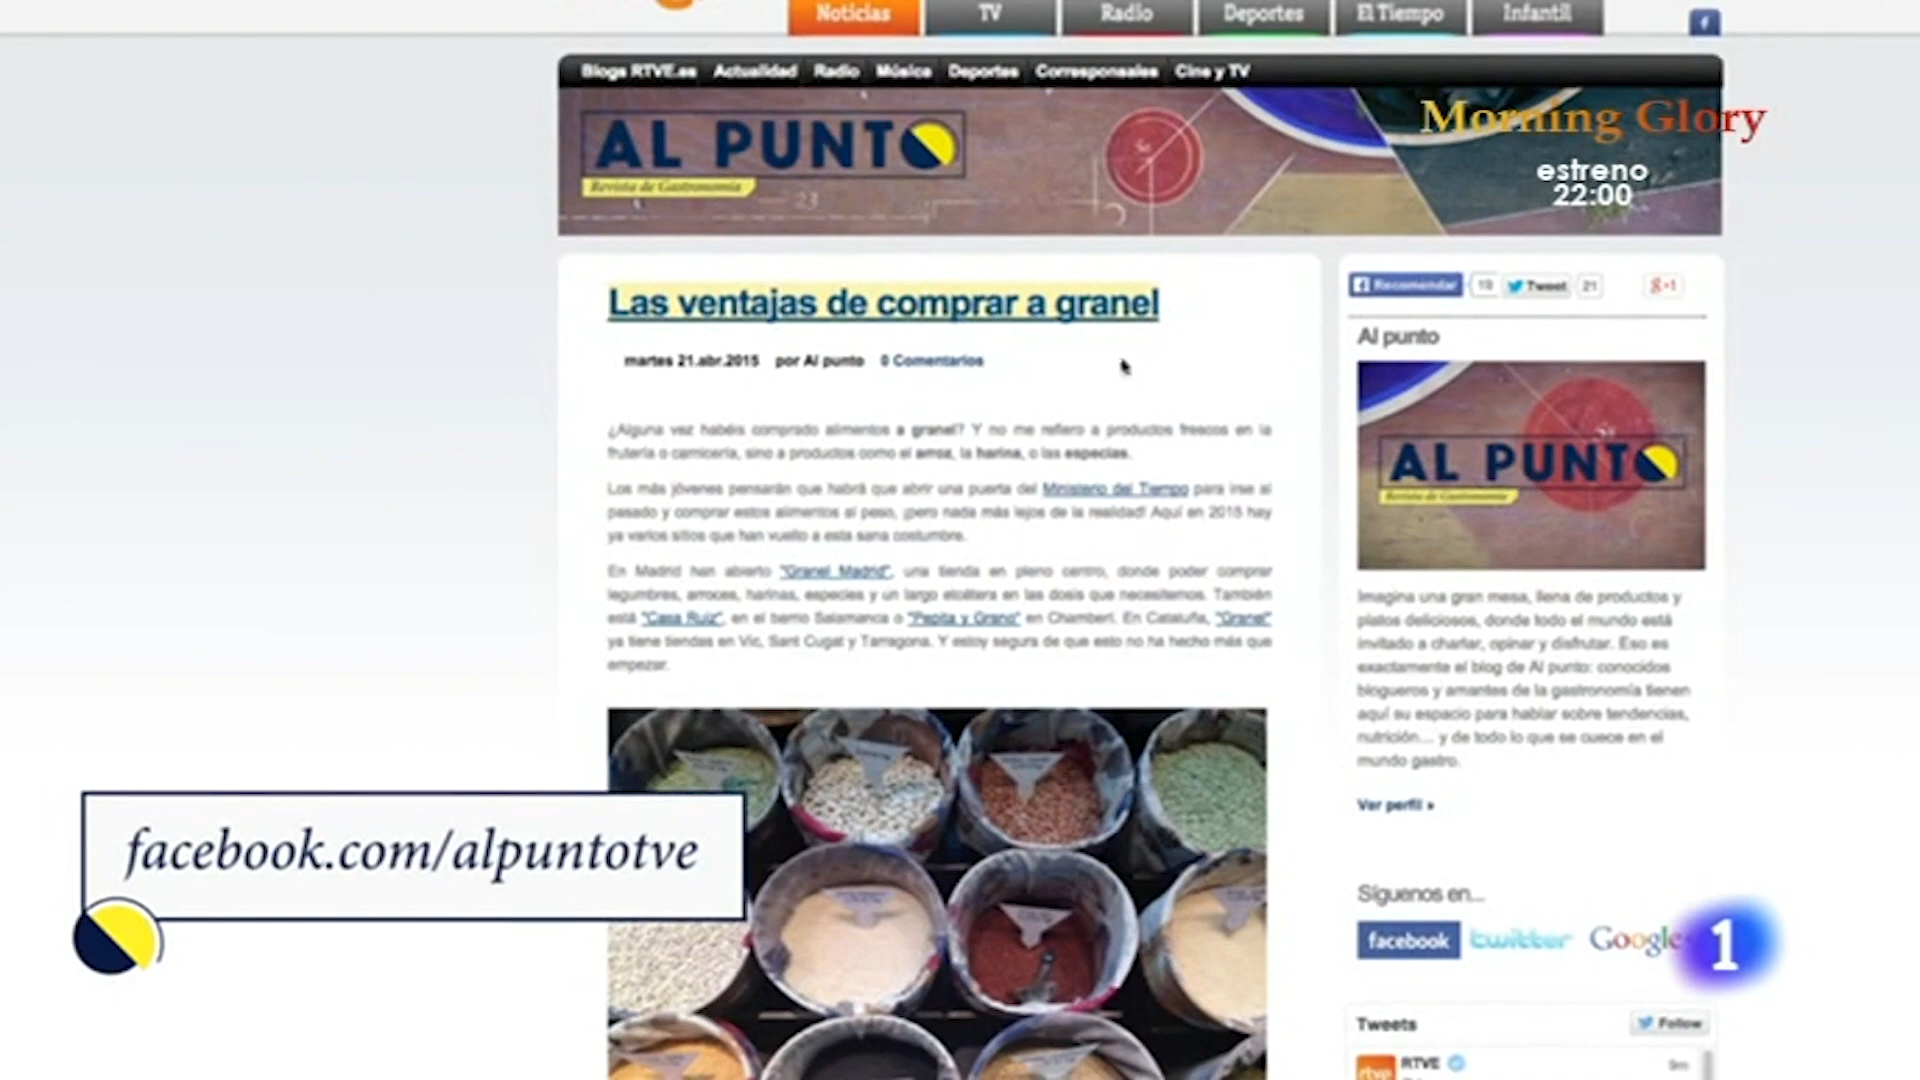 Noticias TV Radio Deportes El Tiempo Infantil
Blogs RTVE.es Actualidad Radio Música Deportes Corresponsales Cine y TV
AL PUNTO
Revista de Gastronomía
23
Morning Glory
estreno
22:00
Las ventajas de comprar a granel
martes 21.abr.2015 por Al punto 0 Comentarios
¿Alguna vez habéis comprado alimentos a granel? Y no me refiero a productos frescos en la
frutería o carnicería, sino a productos como el arroz, la harina, o las especias.
Los más jóvenes pensarán que habrá que abrir una puerta del Ministerio del Tiempo para irse al
pasado y comprar estos alimentos al peso, ¡pero nada más lejos de la realidad! Aquí en 2015 hay
ya varios sitios que han vuelto a esta sana costumbre.
En Madrid han abierto "Granel Madrid", una tienda en pleno centro, donde poder comprar
legumbres, arroces, harinas, especies y un largo etcétera en las dosis que necesitemos. También
está "Casa Ruiz", en el barrio Salamanca o "Pepita y Grano" en Chamberí. En Cataluña, "Granel"
ya tiene tiendas en Vic, Sant Cugat y Tarragona. Y estoy segura de que esto no ha hecho más que
empezar.
Recomendar 19 Tweet 21 g+1
Al punto
AL PUNTO
Revista de Gastronomía
Imagina una gran mesa, llena de productos y
platos deliciosos, donde todo el mundo está
invitado a charlar, opinar y disfrutar. Eso es
exactamente el blog de Al punto: conocidos
blogueros y amantes de la gastronomía tienen
aquí su espacio para hablar sobre tendencias,
nutrición... y de todo lo que se cuece en el
mundo gastro.
Ver perfil »
Síguenos en...
facebook twitter Google
1
Tweets Follow
rtve RTVE 9m
facebook.com/alpuntotve